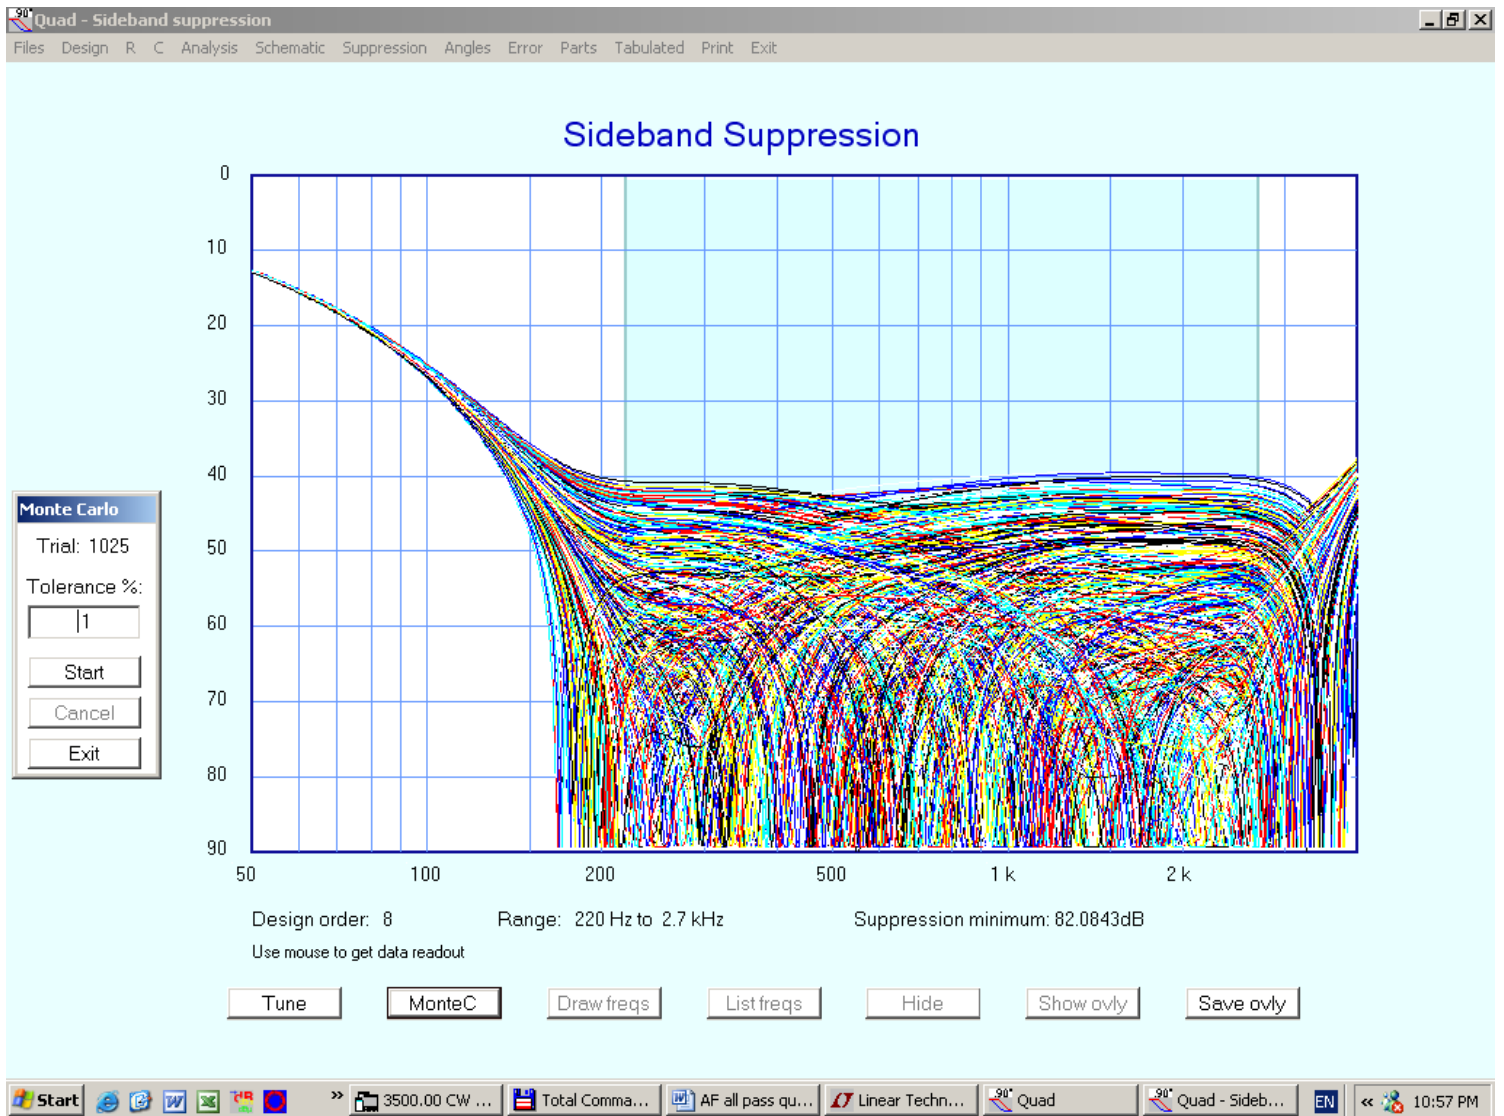 90°
Quad - Sideband suppression
Files Design R C Analysis Schematic Suppression Angles Error Parts Tabulated Print Exit
Sideband Suppression
0
10
20
30
40
50
60
70
80
90
50 100 200 500 1 k 2 k
Monte Carlo
Trial: 1025
Tolerance %:
1
Start
Cancel
Exit
Design order: 8 Range: 220 Hz to 2.7 kHz Suppression minimum: 82.0843dB
Use mouse to get data readout
Tune MonteC Draw freqs List freqs Hide Show ovly Save ovly
Start » 3500.00 CW ... Total Comma... AF all pass qu... Linear Techn... 90° Quad 90° Quad - Sideb... EN « 10:57 PM